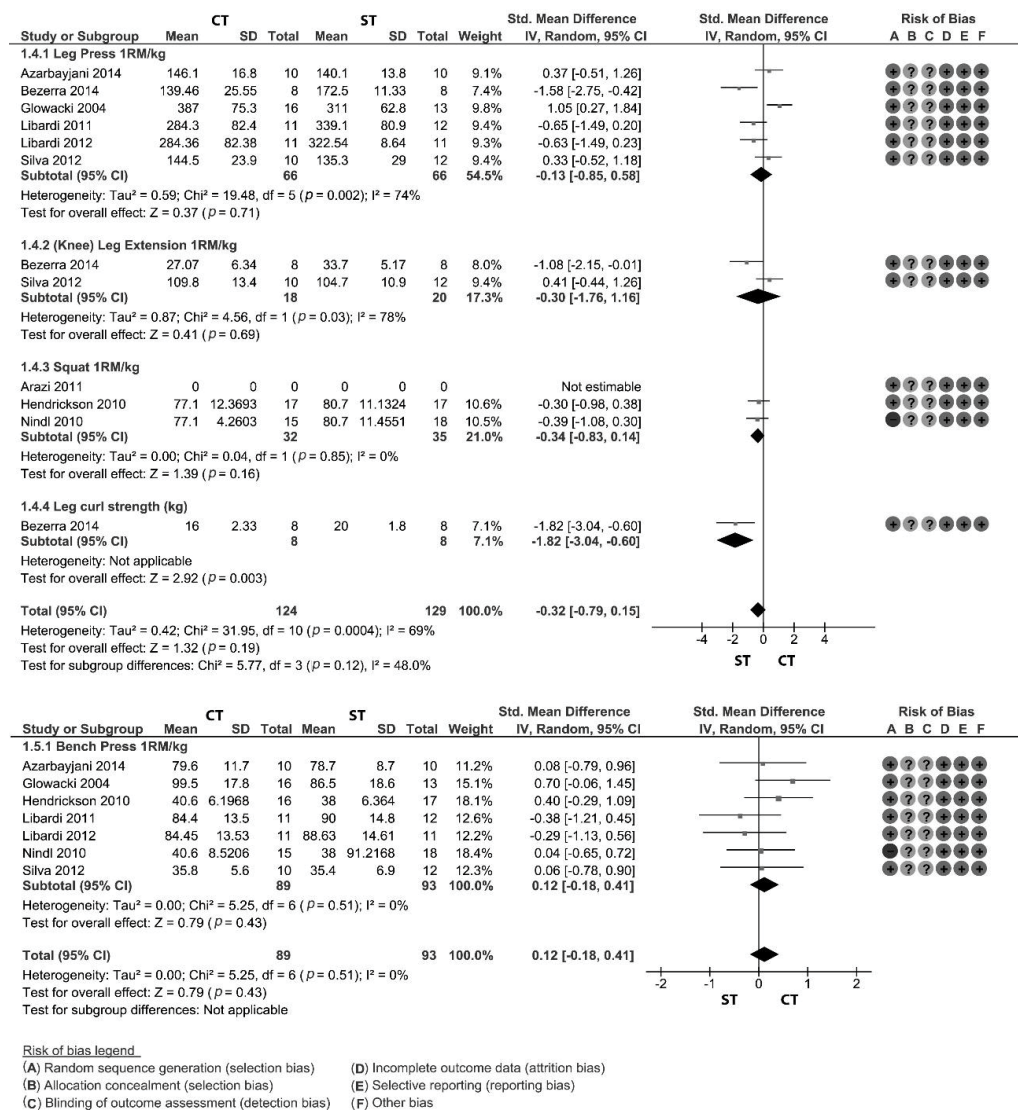 CT ST Std. Mean Difference Std. Mean Difference Risk of Bias
Study or Subgroup Mean SD Total Mean SD Total Weight IV, Random, 95% CI IV, Random, 95% CI A B C D E F
1.4.1 Leg Press 1RM/kg
Azarbayjani 2014 146.1 16.8 10 140.1 13.8 10 9.1% 0.37 [-0.51, 1.26] + ? ? + + +
Bezerra 2014 139.46 25.55 8 172.5 11.33 8 7.4% -1.58 [-2.75, -0.42] + ? ? + + +
Glowacki 2004 387 75.3 16 311 62.8 13 9.8% 1.05 [0.27, 1.84] + ? ? + + +
Libardi 2011 284.3 82.4 11 339.1 80.9 12 9.4% -0.65 [-1.49, 0.20] + ? ? + + +
Libardi 2012 284.36 82.38 11 322.54 8.64 11 9.3% -0.63 [-1.49, 0.23] + ? ? + + +
Silva 2012 144.5 23.9 10 135.3 29 12 9.4% 0.33 [-0.52, 1.18] + ? ? + + +
Subtotal (95% CI) 66 66 54.5% -0.13 [-0.85, 0.58]
Heterogeneity: Tau² = 0.59; Chi² = 19.48, df = 5 (p = 0.002); I² = 74%
Test for overall effect: Z = 0.37 (p = 0.71)
1.4.2 (Knee) Leg Extension 1RM/kg
Bezerra 2014 27.07 6.34 8 33.7 5.17 8 8.0% -1.08 [-2.15, -0.01] + ? ? + + +
Silva 2012 109.8 13.4 10 104.7 10.9 12 9.4% 0.41 [-0.44, 1.26] + ? ? + + +
Subtotal (95% CI) 18 20 17.3% -0.30 [-1.76, 1.16]
Heterogeneity: Tau² = 0.87; Chi² = 4.56, df = 1 (p = 0.03); I² = 78%
Test for overall effect: Z = 0.41 (p = 0.69)
1.4.3 Squat 1RM/kg
Arazi 2011 0 0 0 0 0 0 Not estimable + ? ? + + +
Hendrickson 2010 77.1 12.3693 17 80.7 11.1324 17 10.6% -0.30 [-0.98, 0.38] + ? ? + + +
Nindl 2010 77.1 4.2603 15 80.7 11.4551 18 10.5% -0.39 [-1.08, 0.30] − ? ? + + +
Subtotal (95% CI) 32 35 21.0% -0.34 [-0.83, 0.14]
Heterogeneity: Tau² = 0.00; Chi² = 0.04, df = 1 (p = 0.85); I² = 0%
Test for overall effect: Z = 1.39 (p = 0.16)
1.4.4 Leg curl strength (kg)
Bezerra 2014 16 2.33 8 20 1.8 8 7.1% -1.82 [-3.04, -0.60] + ? ? + + +
Subtotal (95% CI) 8 8 7.1% -1.82 [-3.04, -0.60]
Heterogeneity: Not applicable
Test for overall effect: Z = 2.92 (p = 0.003)
Total (95% CI) 124 129 100.0% -0.32 [-0.79, 0.15]
Heterogeneity: Tau² = 0.42; Chi² = 31.95, df = 10 (p = 0.0004); I² = 69%
Test for overall effect: Z = 1.32 (p = 0.19)
Test for subgroup differences: Chi² = 5.77, df = 3 (p = 0.12), I² = 48.0%
-4 -2 0 2 4
ST CT
CT ST Std. Mean Difference Std. Mean Difference Risk of Bias
Study or Subgroup Mean SD Total Mean SD Total Weight IV, Random, 95% CI IV, Random, 95% CI A B C D E F
1.5.1 Bench Press 1RM/kg
Azarbayjani 2014 79.6 11.7 10 78.7 8.7 10 11.2% 0.08 [-0.79, 0.96] + ? ? + + +
Glowacki 2004 99.5 17.8 16 86.5 18.6 13 15.1% 0.70 [-0.06, 1.45] + ? ? + + +
Hendrickson 2010 40.6 6.1968 16 38 6.364 17 18.1% 0.40 [-0.29, 1.09] + ? ? + + +
Libardi 2011 84.4 13.5 11 90 14.8 12 12.6% -0.38 [-1.21, 0.45] + ? ? + + +
Libardi 2012 84.45 13.53 11 88.63 14.61 11 12.2% -0.29 [-1.13, 0.56] + ? ? + + +
Nindl 2010 40.6 8.5206 15 38 91.2168 18 18.4% 0.04 [-0.65, 0.72] − ? ? + + +
Silva 2012 35.8 5.6 10 35.4 6.9 12 12.3% 0.06 [-0.78, 0.90] + ? ? + + +
Subtotal (95% CI) 89 93 100.0% 0.12 [-0.18, 0.41]
Heterogeneity: Tau² = 0.00; Chi² = 5.25, df = 6 (p = 0.51); I² = 0%
Test for overall effect: Z = 0.79 (p = 0.43)
Total (95% CI) 89 93 100.0% 0.12 [-0.18, 0.41]
Heterogeneity: Tau² = 0.00; Chi² = 5.25, df = 6 (p = 0.51); I² = 0%
Test for overall effect: Z = 0.79 (p = 0.43)
Test for subgroup differences: Not applicable
-2 -1 0 1 2
ST CT
Risk of bias legend
(A) Random sequence generation (selection bias) (D) Incomplete outcome data (attrition bias)
(B) Allocation concealment (selection bias) (E) Selective reporting (reporting bias)
(C) Blinding of outcome assessment (detection bias) (F) Other bias